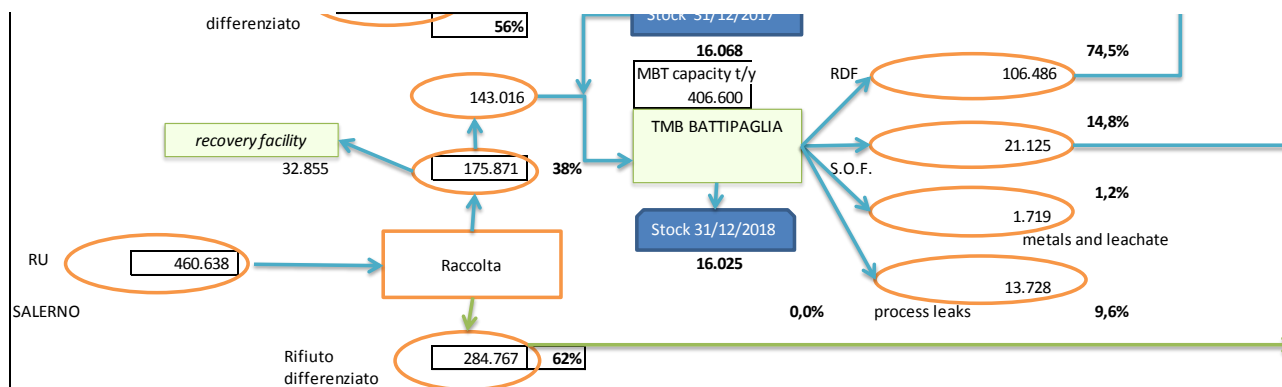 differenziato
56%
Stock 31/12/2017
16.068
74,5%
MBT capacity t/y
406.600
RDF
106.486
143.016
recovery facility
32.855
175.871
38%
TMB BATTIPAGLIA
14,8%
21.125
S.O.F.
1,2%
1.719
metals and leachate
Stock 31/12/2018
16.025
RU
460.638
Raccolta
13.728
SALERNO
0,0%
process leaks
9,6%
Rifiuto
differenziato
284.767
62%